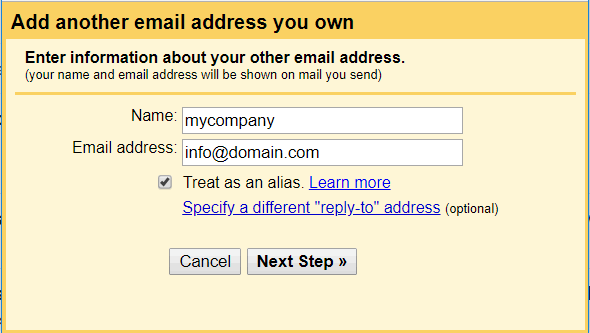 Add another email address you own
Enter information about your other email address.
(your name and email address will be shown on mail you send)
Name: mycompany
Email address: info@domain.com
Treat as an alias. Learn more
Specify a different "reply-to" address (optional)
Cancel Next Step »